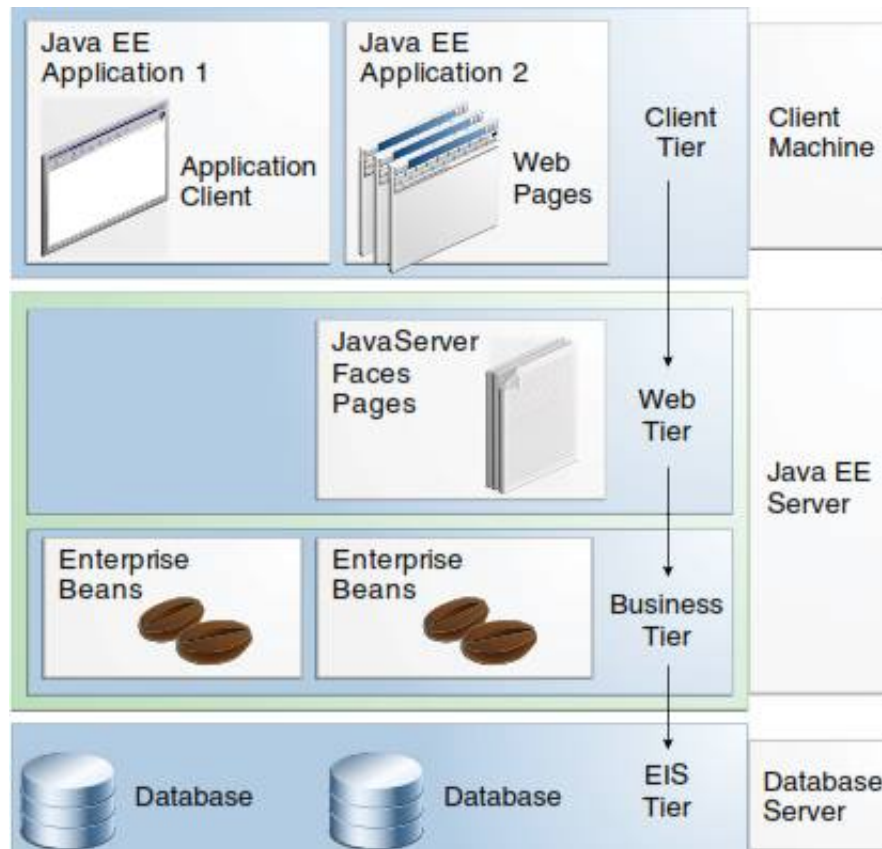 Java EE
Application 1
Application
Client
Java EE
Application 2
Web
Pages
Client
Tier
Client
Machine
JavaServer
Faces
Pages
Web
Tier
Java EE
Server
Enterprise
Beans
Enterprise
Beans
Business
Tier
Database
Database
EIS
Tier
Database
Server